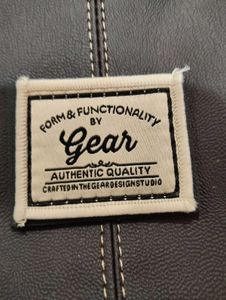 FORM & FUNCTIONALITY
BY
Gear
AUTHENTIC QUALITY
CRAFTED IN THE GEAR DESIGN STUDIO